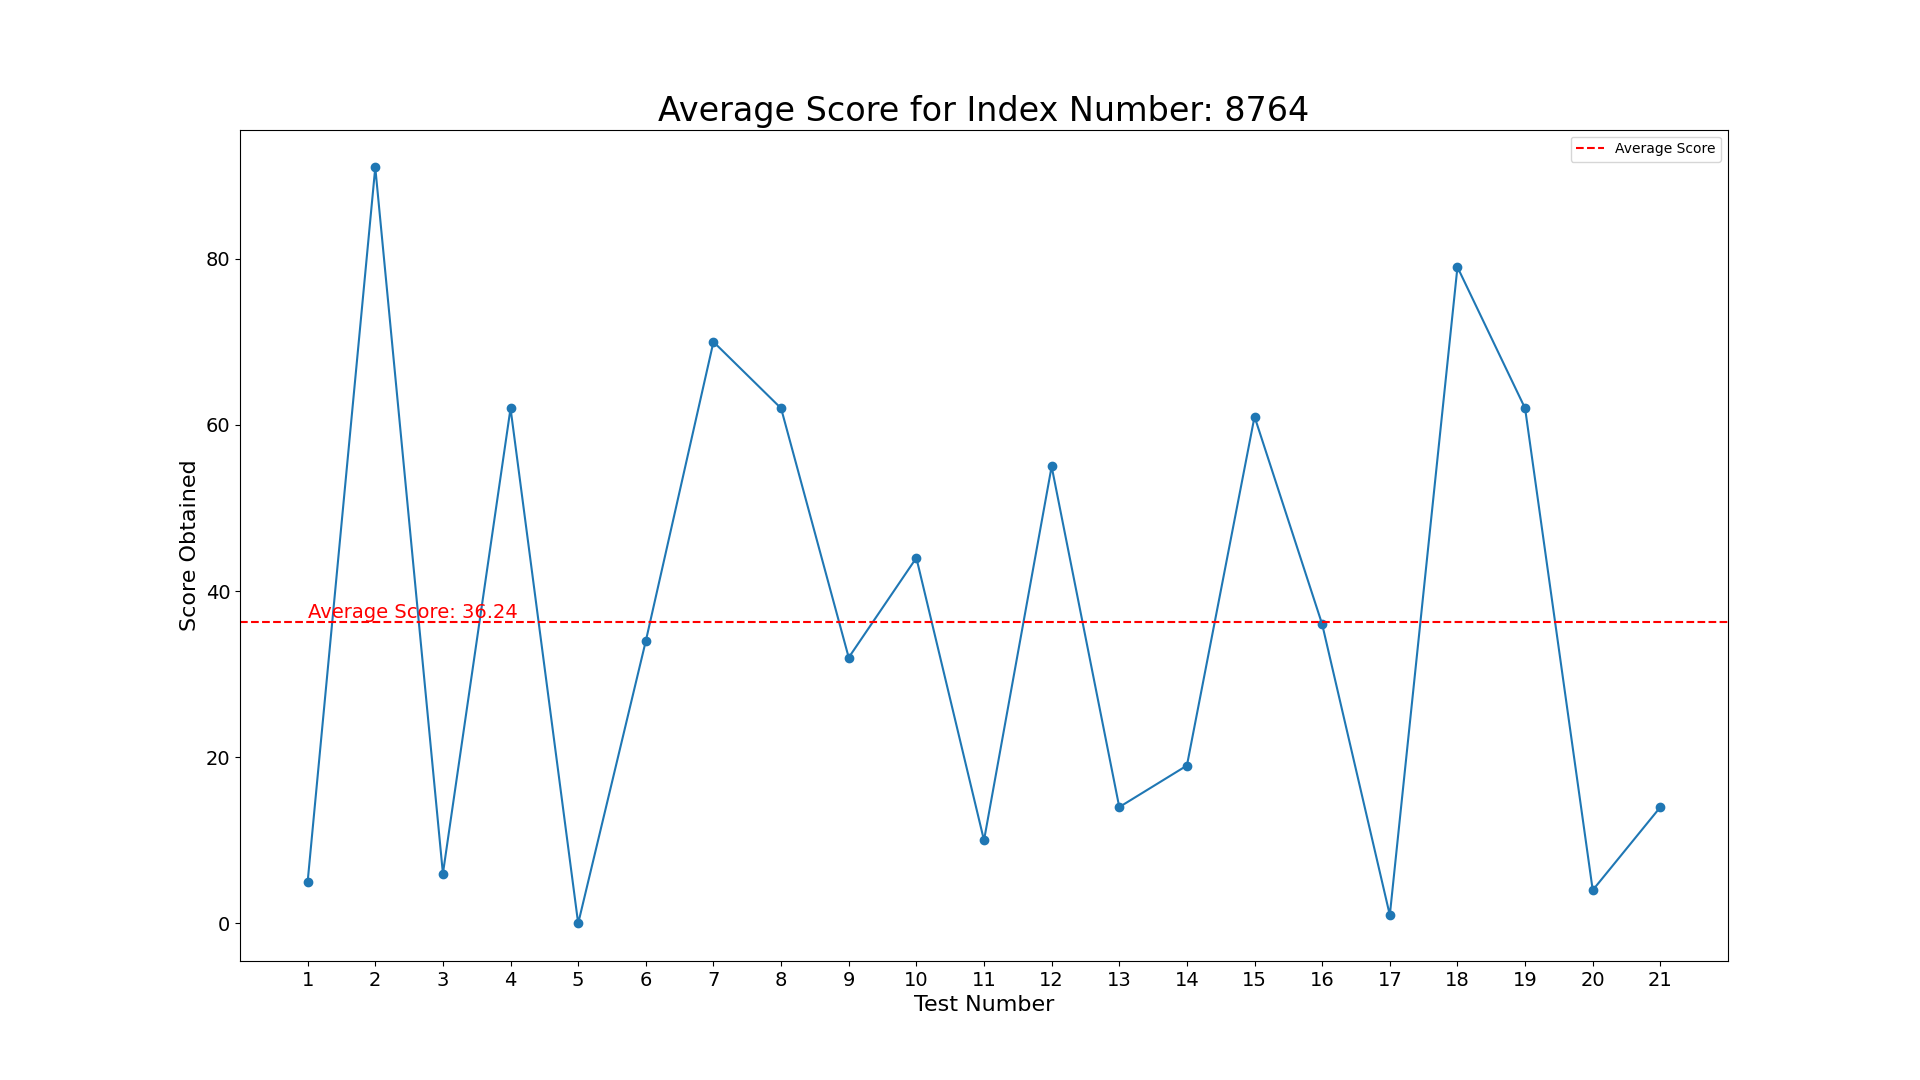 Average Score for Index Number: 8764
Average Score
Score Obtained
80
60
40
20
0
Average Score: 36.24
1 2 3 4 5 6 7 8 9 10 11 12 13 14 15 16 17 18 19 20 21
Test Number